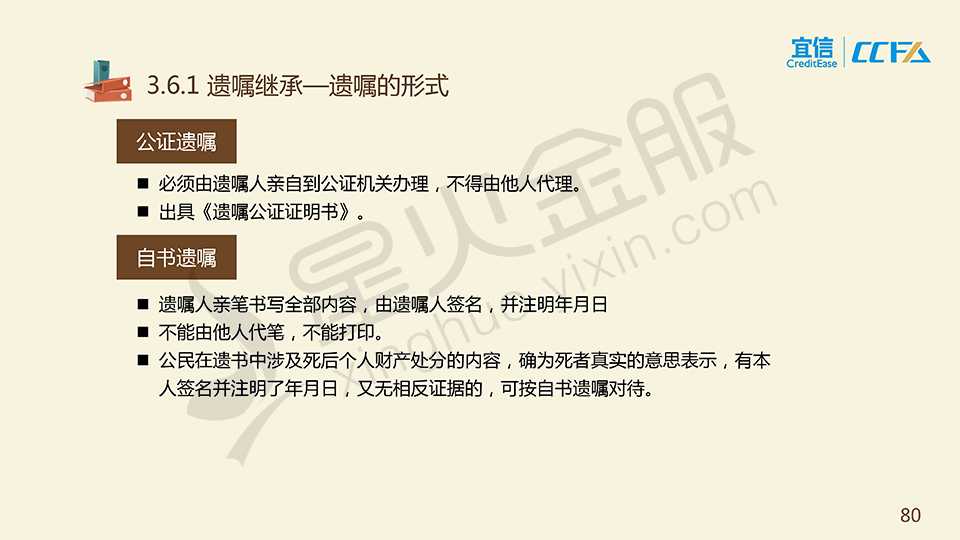 宜信
CreditEase
CCFA
3.6.1 遗嘱继承—遗嘱的形式
公证遗嘱
■ 必须由遗嘱人亲自到公证机关办理，不得由他人代理。
■ 出具《遗嘱公证证明书》。
自书遗嘱
■ 遗嘱人亲笔书写全部内容，由遗嘱人签名，并注明年月日
■ 不能由他人代笔，不能打印。
■ 公民在遗书中涉及死后个人财产处分的内容，确为死者真实的意思表示，有本
人签名并注明了年月日，又无相反证据的，可按自书遗嘱对待。
星火金服
xinghuo.yixin.com
80